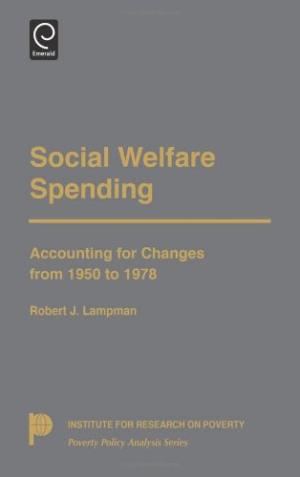 Emerald
Social Welfare
Spending
Accounting for Changes
from 1950 to 1978
Robert J. Lampman
INSTITUTE FOR RESEARCH ON POVERTY
Poverty Policy Analysis Series